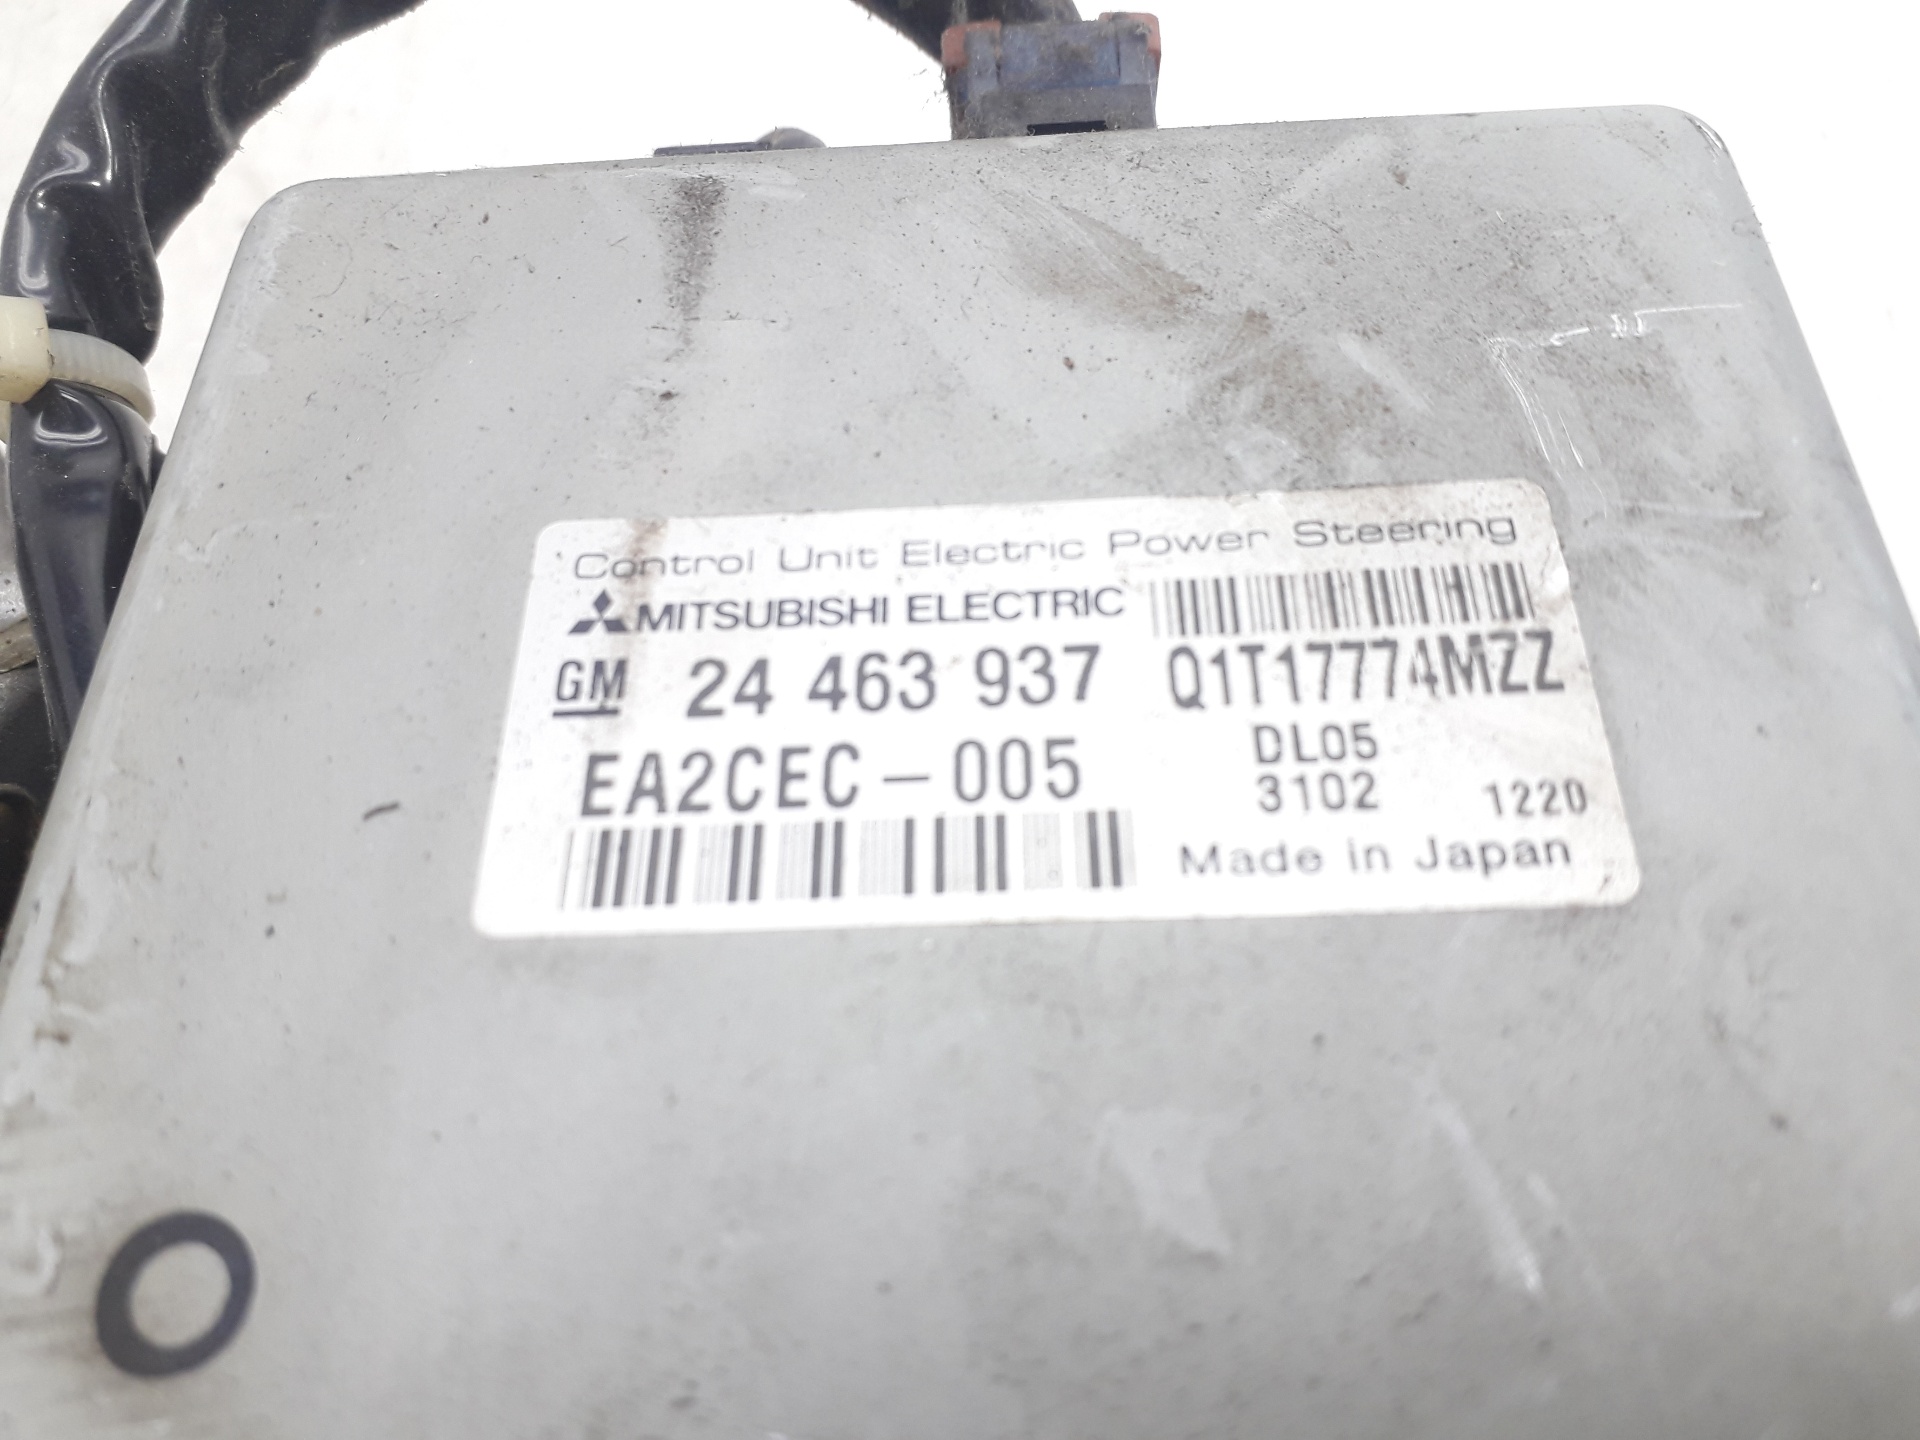 Control Unit Electric Power Steering
MITSUBISHI ELECTRIC
GM 24 463 937 Q1T17774MZZ
EA2CEC-005 DL05
3102 1220
Made in Japan